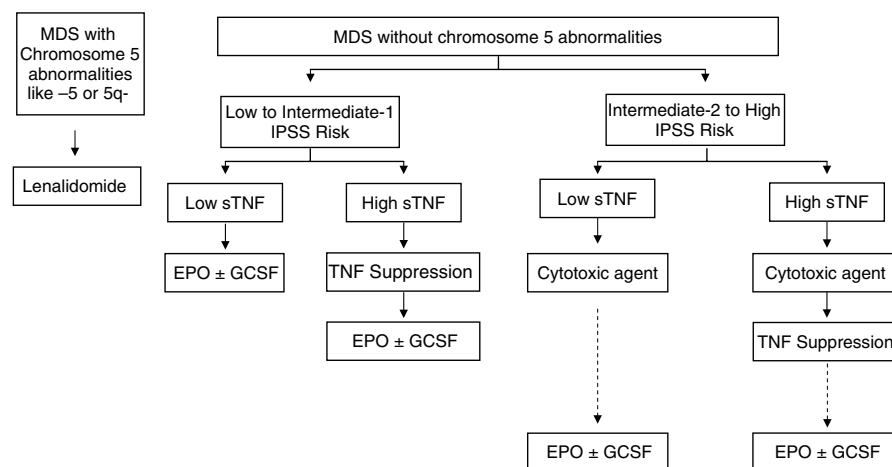 MDS with
Chromosome 5
abnormalities
like –5 or 5q-
Lenalidomide
MDS without chromosome 5 abnormalities
Low to Intermediate-1
IPSS Risk
Intermediate-2 to High
IPSS Risk
Low sTNF
High sTNF
Low sTNF
High sTNF
EPO ± GCSF
TNF Suppression
Cytotoxic agent
Cytotoxic agent
EPO ± GCSF
TNF Suppression
EPO ± GCSF
EPO ± GCSF